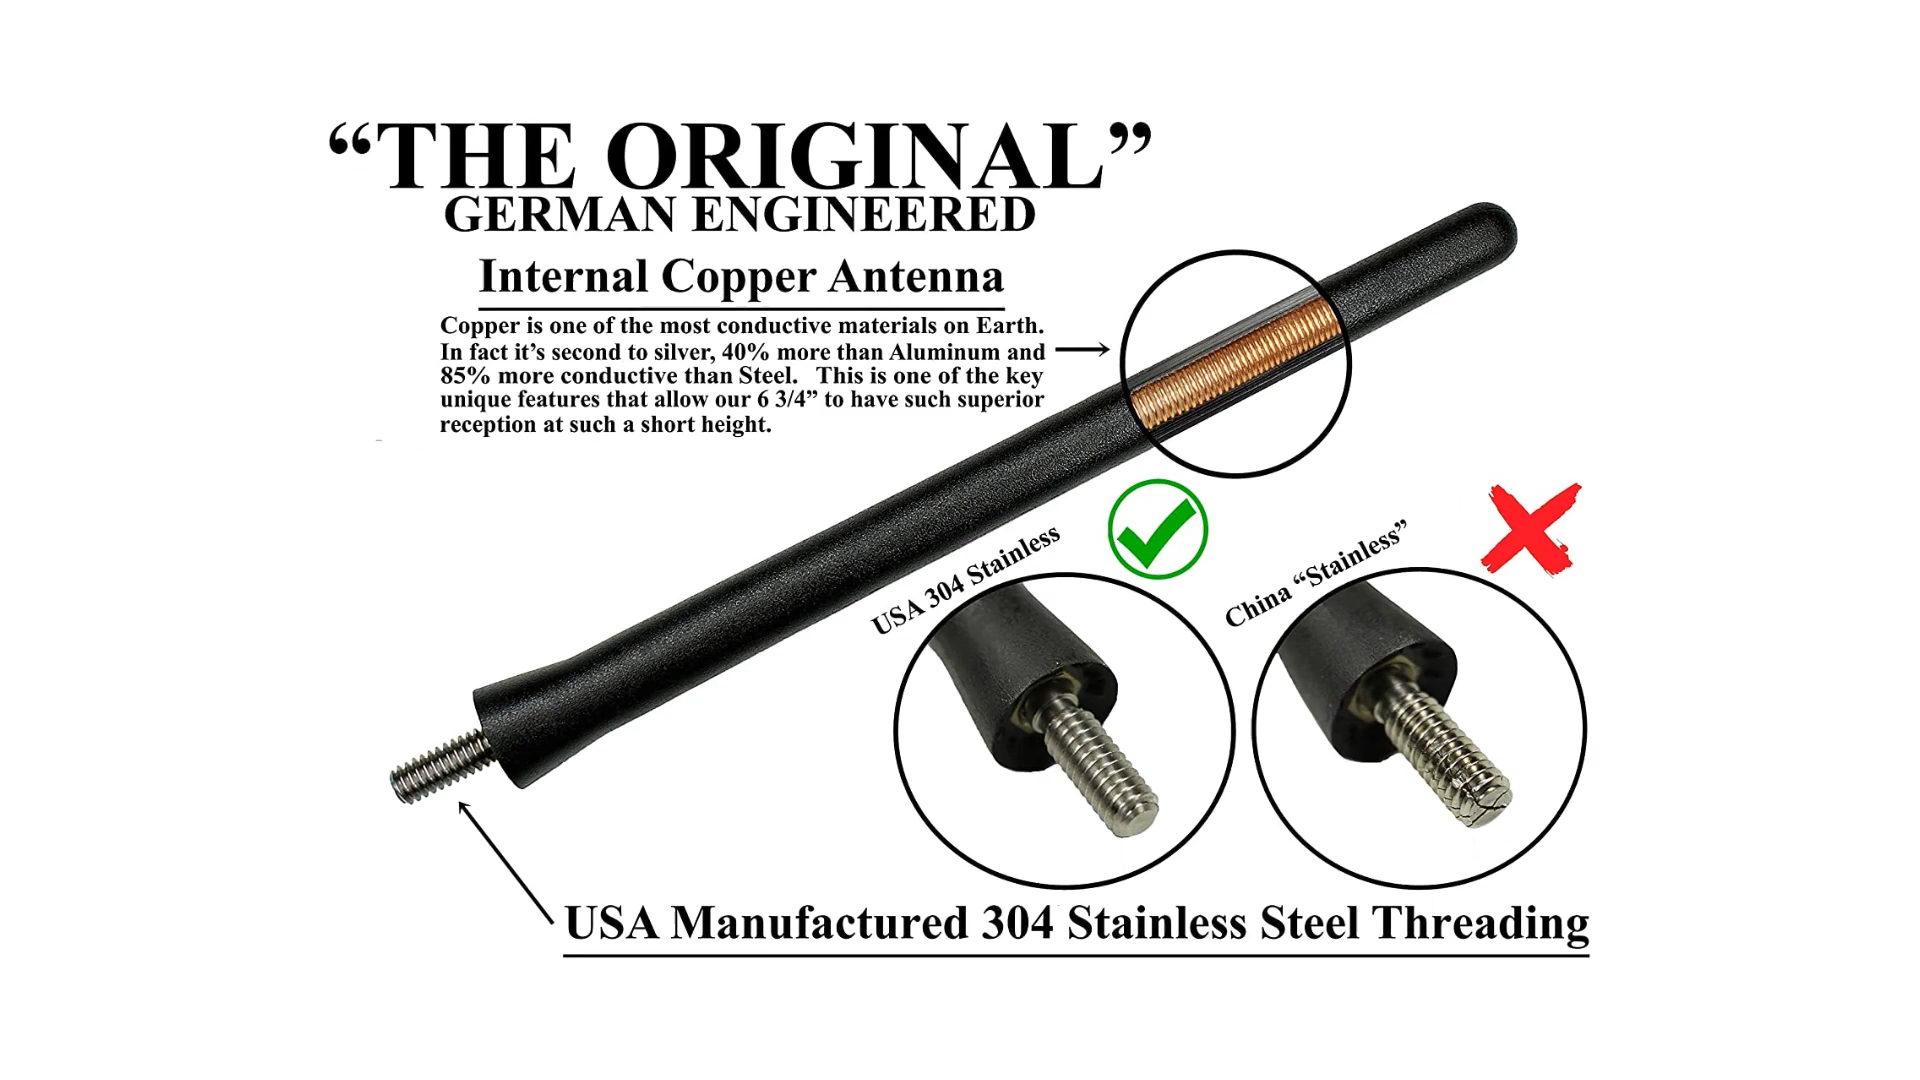 “THE ORIGINAL”
GERMAN ENGINEERED
Internal Copper Antenna
Copper is one of the most conductive materials on Earth.
In fact it’s second to silver, 40% more than Aluminum and
85% more conductive than Steel.   This is one of the key
unique features that allow our 6 3/4” to have such superior
reception at such a short height.
USA 304 Stainless
China “Stainless”
USA Manufactured 304 Stainless Steel Threading